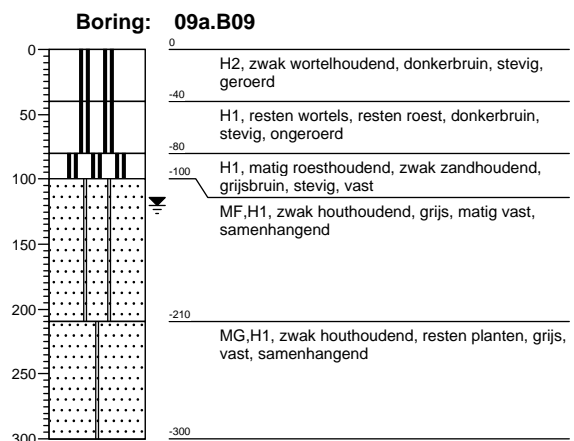 Boring: 09a.B09
0
0
H2, zwak wortelhoudend, donkerbruin, stevig,
geroerd
-40
50
H1, resten wortels, resten roest, donkerbruin,
stevig, ongeroerd
-80
100
-100
H1, matig roesthoudend, zwak zandhoudend,
grijsbruin, stevig, vast
MF,H1, zwak houthoudend, grijs, matig vast,
samenhangend
150
200
-210
MG,H1, zwak houthoudend, resten planten, grijs,
vast, samenhangend
250
300
-300